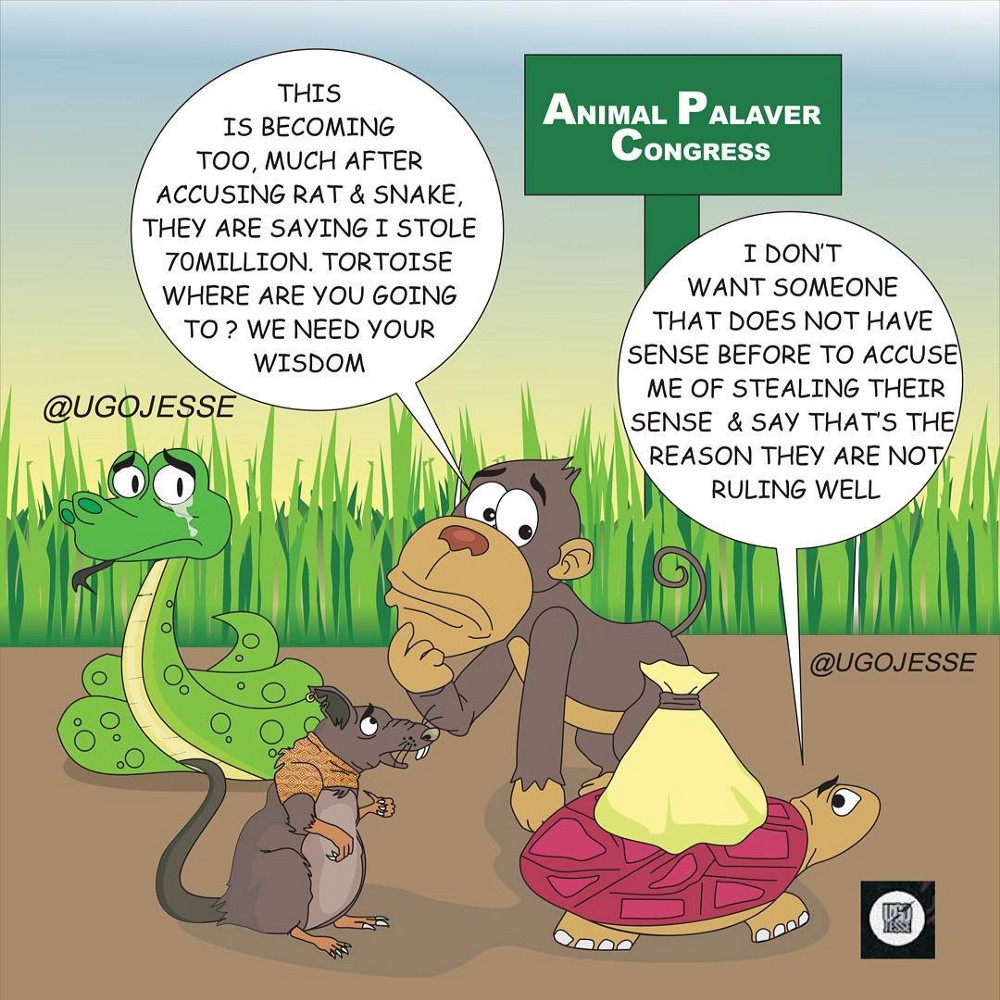 ANIMAL PALAVER
CONGRESS
THIS
IS BECOMING
TOO, MUCH AFTER
ACCUSING RAT & SNAKE,
THEY ARE SAYING I STOLE
70MILLION. TORTOISE
WHERE ARE YOU GOING
TO ? WE NEED YOUR
WISDOM
I DON'T
WANT SOMEONE
THAT DOES NOT HAVE
SENSE BEFORE TO ACCUSE
ME OF STEALING THEIR
SENSE & SAY THAT'S THE
REASON THEY ARE NOT
RULING WELL
@UGOJESSE
@UGOJESSE
UGO
JESSE